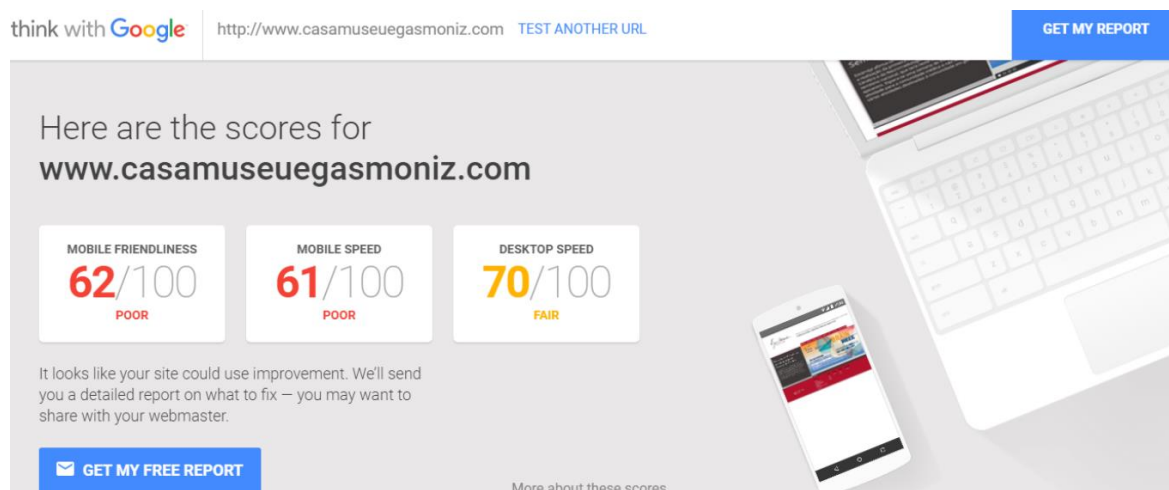 think with Google
http://www.casamuseuegasmoniz.com TEST ANOTHER URL
GET MY REPORT
Here are the scores for
www.casamuseuegasmoniz.com
MOBILE FRIENDLINESS
62/100
POOR
MOBILE SPEED
61/100
POOR
DESKTOP SPEED
70/100
FAIR
It looks like your site could use improvement. We'll send
you a detailed report on what to fix — you may want to
share with your webmaster.
GET MY FREE REPORT
More about these scores